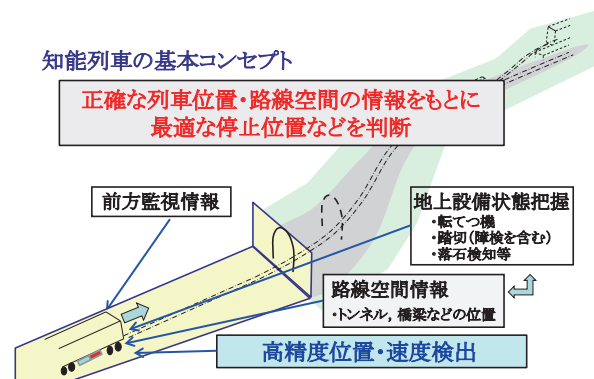 知能列車の基本コンセプト
正確な列車位置・路線空間の情報をもとに
最適な停止位置などを判断
前方監視情報
地上設備状態把握
・転てつ機
・踏切(障検を含む)
・落石検知等
路線空間情報
・トンネル, 橋梁などの位置
高精度位置・速度検出